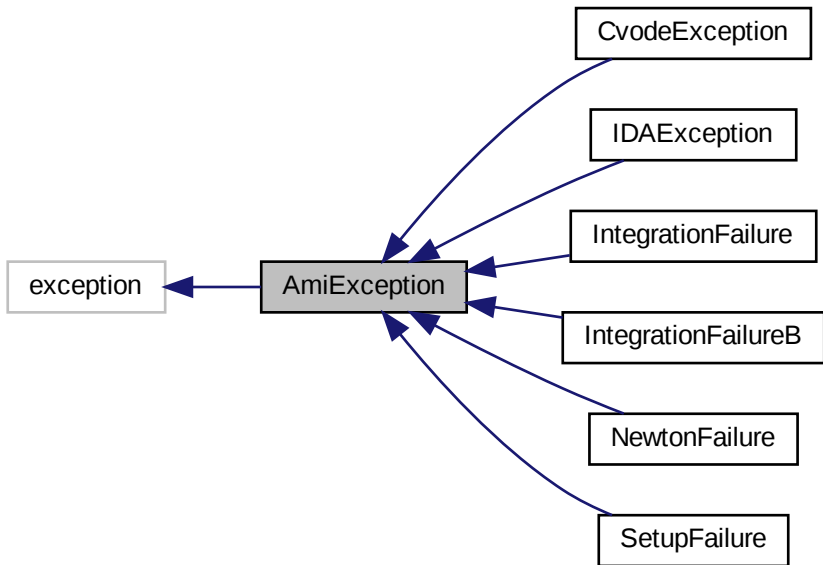 CvodeException
IDAException
IntegrationFailure
exception
AmiException
IntegrationFailureB
NewtonFailure
SetupFailure